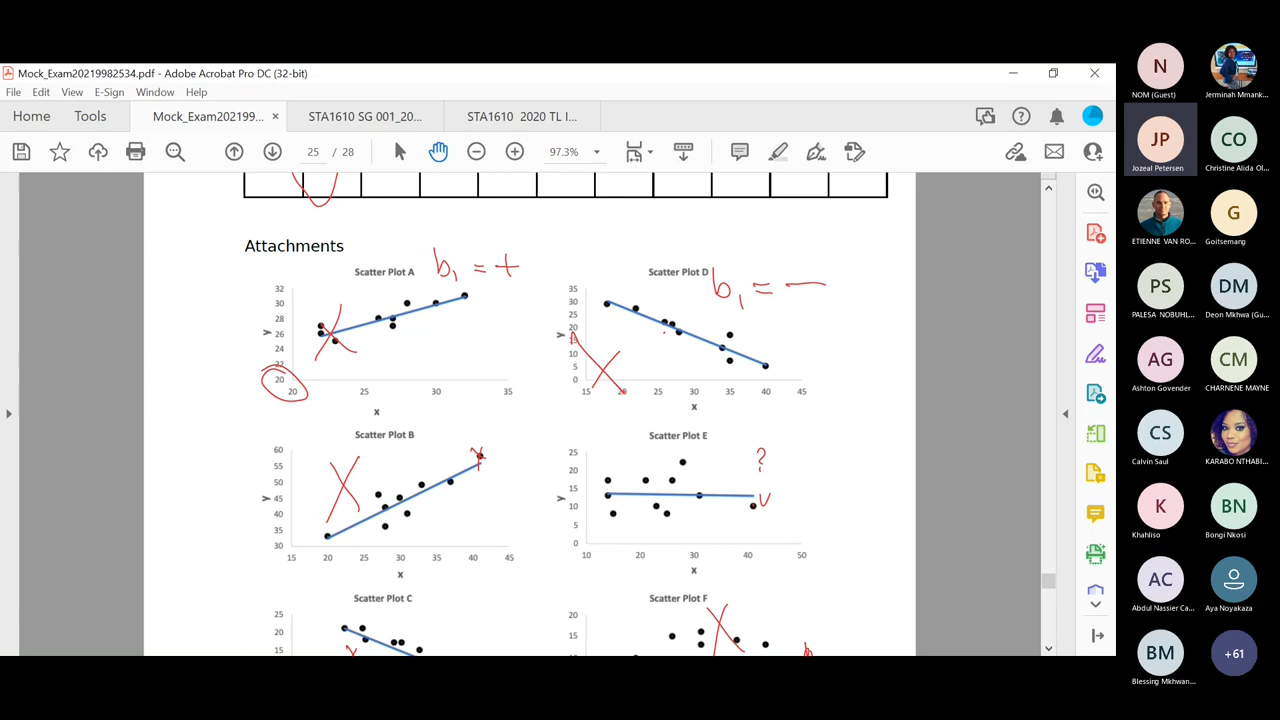 Mock_Exam20219982534.pdf - Adobe Acrobat Pro DC (32-bit)
File Edit View E-Sign Window Help
Home Tools Mock_Exam202199... × STA1610 SG 001_20... STA1610 2020 TL I...
25 / 28 97.3%
Attachments
Scatter Plot A
b₁ = +
32
30
28
26
24
22
20
y
20 25 30 35
x
Scatter Plot D
b₁ = —
35
30
25
20
15
10
5
0
y
15 20 25 30 35 40 45
x
Scatter Plot B
60
55
50
45
40
35
30
y
15 20 25 30 35 40 45
x
Scatter Plot E
?
25
20
15
10
5
0
y
10 20 30 40 50
x
Scatter Plot C
25
20
15
Scatter Plot F
20
15
N
NOM (Guest)
Jerminah Mmank...
JP
Jozeal Petersen
CO
Christine Alida Ol...
ETIENNE VAN RO...
G
Goitsemang
PS
PALESA NOBUHL...
DM
Deon Mkhwa (Gu...
AG
Ashton Govender
CM
CHARNENE MAYNE
CS
Calvin Saul
KARABO NTHABI...
K
Khahliso
BN
Bongi Nkosi
AC
Abdul Nassier Ca...
Aya Noyakaza
BM
Blessing Mkhwan...
+61